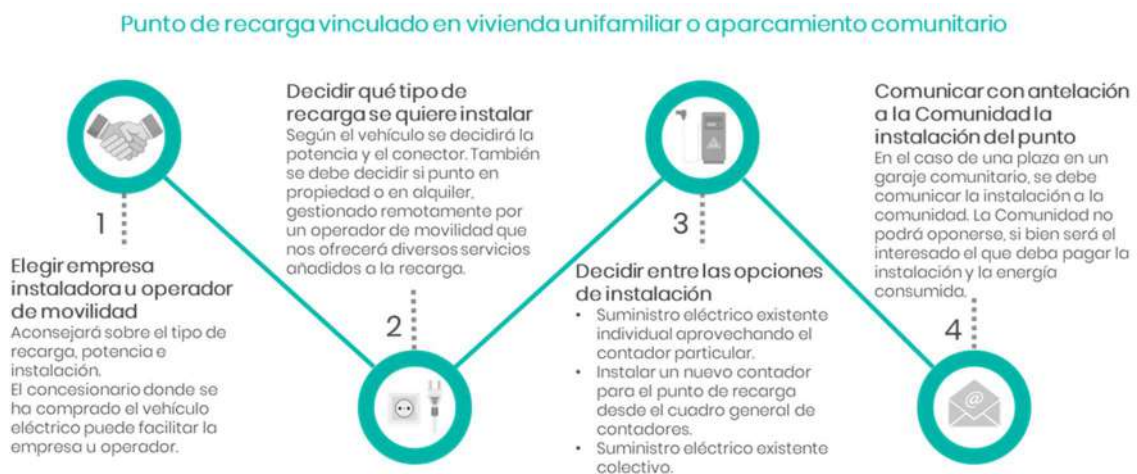 Punto de recarga vinculado en vivienda unifamiliar o aparcamiento comunitario
1
Elegir empresa
instaladora u operador
de movilidad
Aconsejará sobre el tipo de
recarga, potencia e
instalación.
El concesionario donde se
ha comprado el vehículo
eléctrico puede facilitar la
empresa u operador.
Decidir qué tipo de
recarga se quiere instalar
Según el vehículo se decidirá la
potencia y el conector. También
se debe decidir si punto en
propiedad o en alquiler,
gestionado remotamente por
un operador de movilidad que
nos ofrecerá diversos servicios
añadidos a la recarga.
2
3
Decidir entre las opciones
de instalación
• Suministro eléctrico existente
individual aprovechando el
contador particular.
• Instalar un nuevo contador
para el punto de recarga
desde el cuadro general de
contadores.
• Suministro eléctrico existente
colectivo.
Comunicar con antelación
a la Comunidad la
instalación del punto
En el caso de una plaza en un
garaje comunitario, se debe
comunicar la instalación a la
comunidad. La Comunidad no
podrá oponerse, si bien será el
interesado el que deba pagar la
instalación y la energía
consumida.
4
@